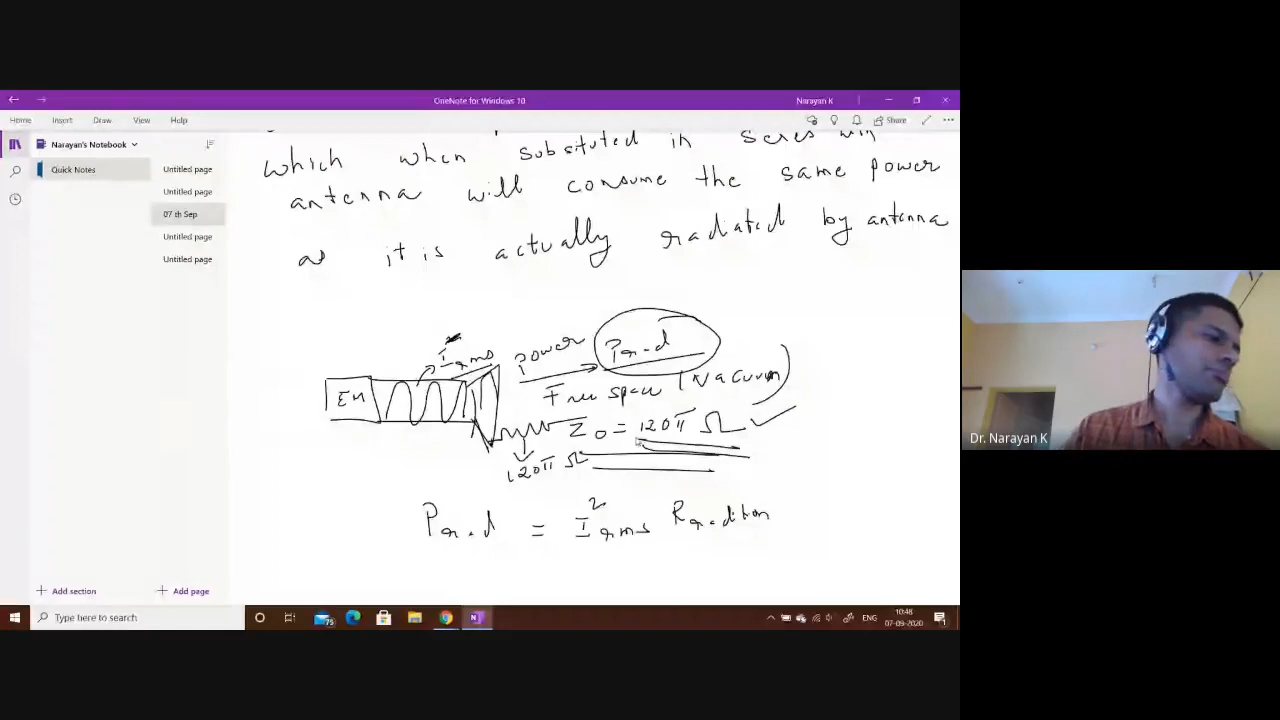 OneNote for Windows 10
Narayan K
Home Insert Draw View Help
Share
Narayan's Notebook
Quick Notes
Untitled page
Untitled page
07 th Sep
Untitled page
Untitled page
which when substituted in
antenna will consume the same power
as it is actually radiated by antenna
Irms
Power
Prad
EM
Free space (Vacuum)
Z0 = 120π Ω
120π Ω
Prad = I²rms Rradition
Add section
Add page
Type here to search
75
ENG
10:48
07-09-2020
1
Dr. Narayan K